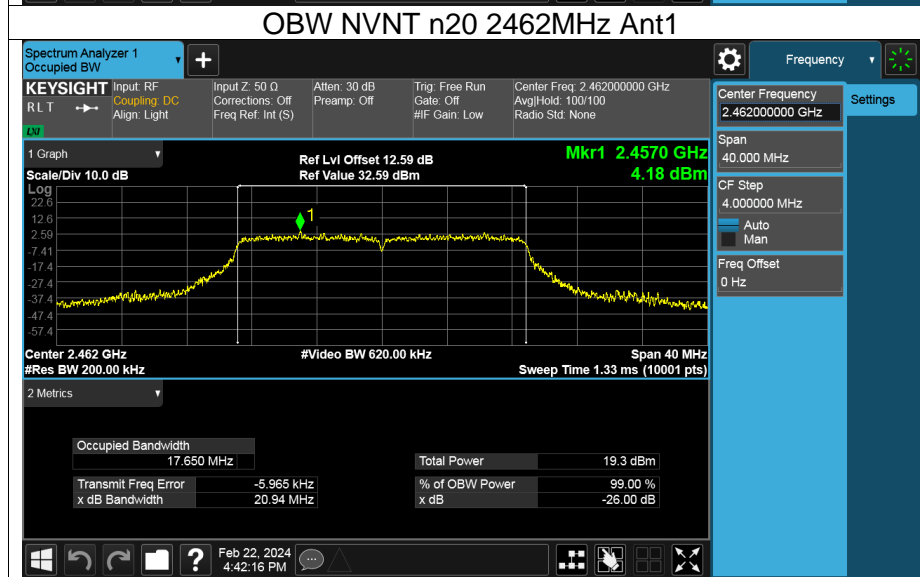 OBW NVNT n20 2462MHz Ant1
Spectrum Analyzer 1
Occupied BW
Frequency
KEYSIGHT
R L T
LXI
Input: RF
Coupling: DC
Align: Light
Input Z: 50 Ω
Corrections: Off
Freq Ref: Int (S)
Atten: 30 dB
Preamp: Off
Trig: Free Run
Gate: Off
#IF Gain: Low
Center Freq: 2.462000000 GHz
Avg|Hold: 100/100
Radio Std: None
Center Frequency
2.462000000 GHz
Settings
Span
40.000 MHz
CF Step
4.000000 MHz
Auto
Man
Freq Offset
0 Hz
1 Graph
Scale/Div 10.0 dB
Ref Lvl Offset 12.59 dB
Ref Value 32.59 dBm
Mkr1 2.4570 GHz
4.18 dBm
Log
22.6
12.6
2.59
-7.41
-17.4
-27.4
-37.4
-47.4
-57.4
1
Center 2.462 GHz
#Video BW 620.00 kHz
Span 40 MHz
#Res BW 200.00 kHz
Sweep Time 1.33 ms (10001 pts)
2 Metrics
Occupied Bandwidth
17.650 MHz
Total Power 19.3 dBm
Transmit Freq Error -5.965 kHz
% of OBW Power 99.00 %
x dB Bandwidth 20.94 MHz
x dB -26.00 dB
?
Feb 22, 2024
4:42:16 PM